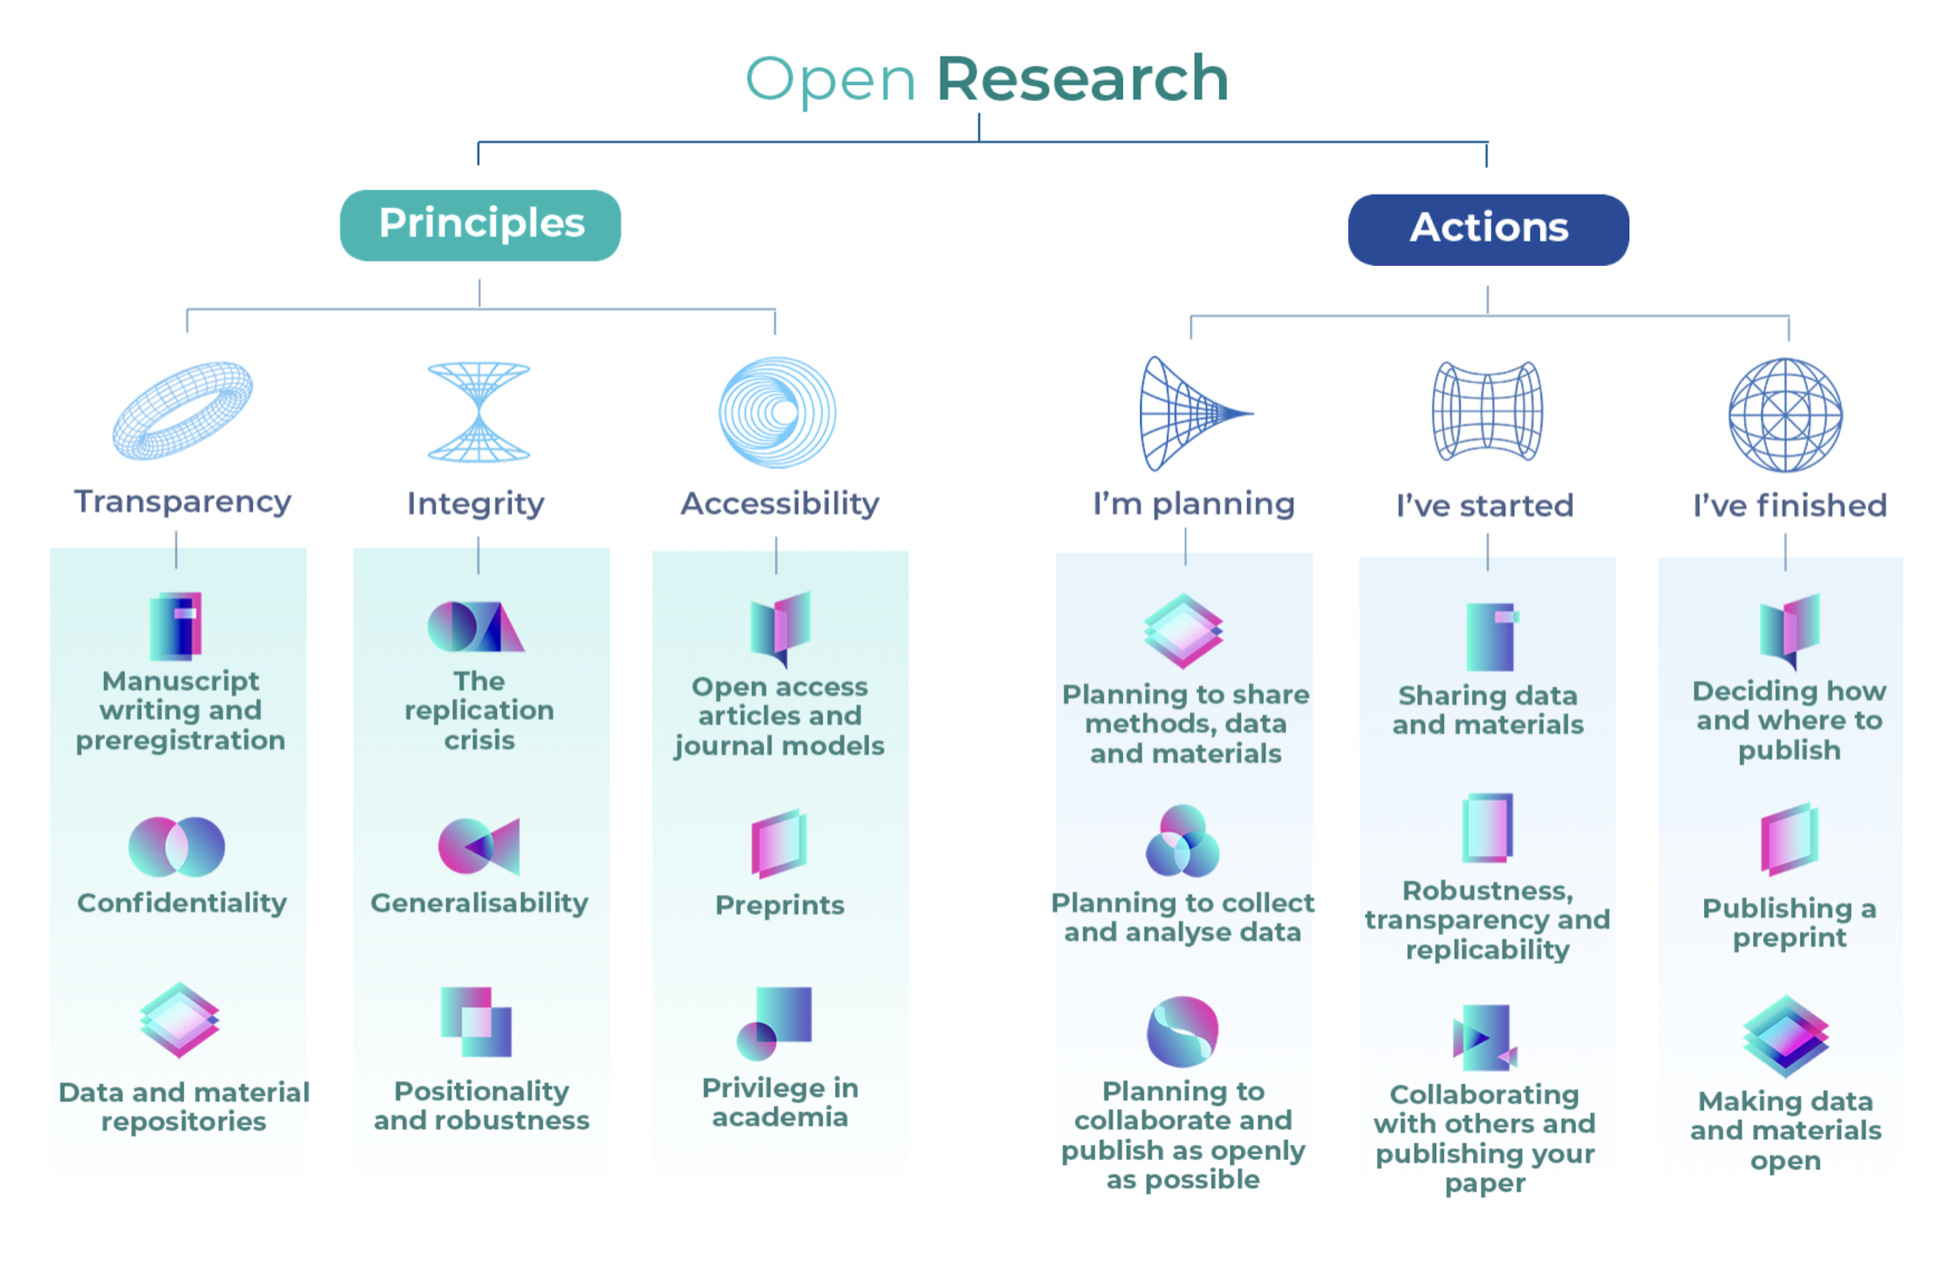 Open Research
Principles
Actions
Transparency
Integrity
Accessibility
I’m planning
I’ve started
I’ve finished
Manuscript
writing and
preregistration
Confidentiality
Data and material
repositories
The
replication
crisis
Generalisability
Positionality
and robustness
Open access
articles and
journal models
Preprints
Privilege in
academia
Planning to share
methods, data
and materials
Planning to collect
and analyse data
Planning to
collaborate and
publish as openly
as possible
Sharing data
and materials
Robustness,
transparency and
replicability
Collaborating
with others and
publishing your
paper
Deciding how
and where to
publish
Publishing a
preprint
Making data
and materials
open